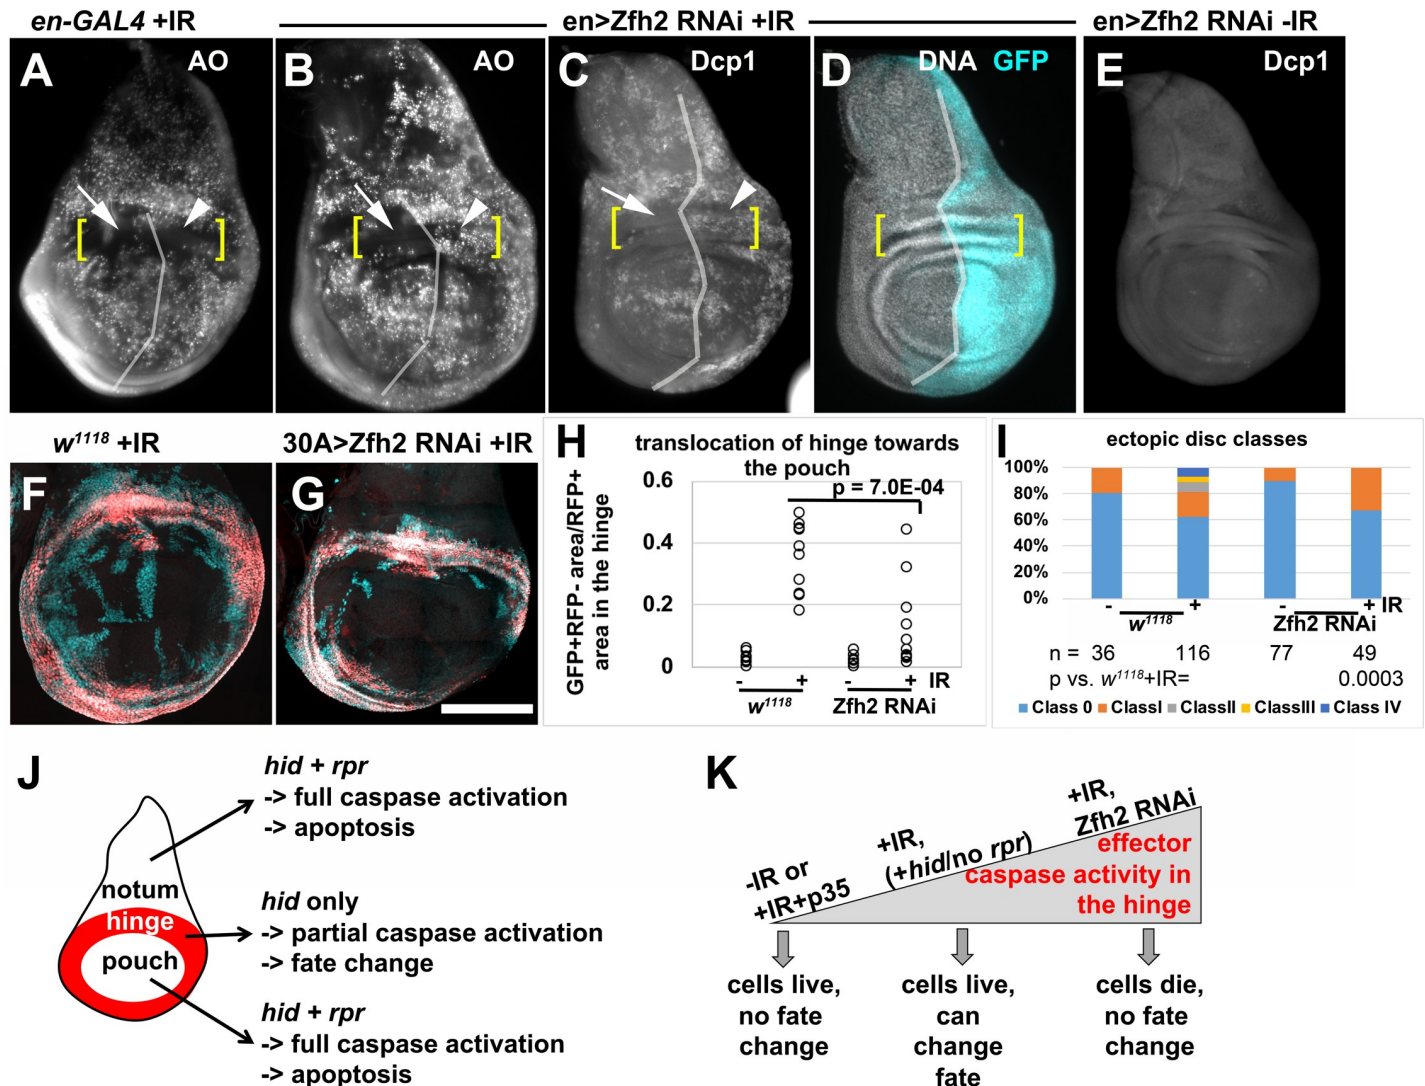 en-GAL4 +IR
en>Zfh2 RNAi +IR
en>Zfh2 RNAi -IR
A AO
B AO
C Dcp1
D DNA GFP
E Dcp1
[ ]
[ ]
[ ]
[ ]
w1118 +IR
30A>Zfh2 RNAi +IR
F
G
H
translocation of hinge towards
the pouch
p = 7.0E-04
GFP+RFP- area/RFP+
area in the hinge
0.6
0.4
0.2
0
- + - + IR
w1118 Zfh2 RNAi
I
ectopic disc classes
100%
80%
60%
40%
20%
0%
- + - + IR
w1118 Zfh2 RNAi
n = 36 116 77 49
p vs. w1118+IR= 0.0003
Class 0 ClassI ClassII ClassIII Class IV
J
hid + rpr
-> full caspase activation
-> apoptosis
notum
hinge
pouch
hid only
-> partial caspase activation
-> fate change
hid + rpr
-> full caspase activation
-> apoptosis
K
-IR or
+IR+p35
+IR,
(+hid/no rpr)
+IR,
Zfh2 RNAi
effector
caspase activity in
the hinge
cells live,
no fate
change
cells live,
can
change
fate
cells die,
no fate
change